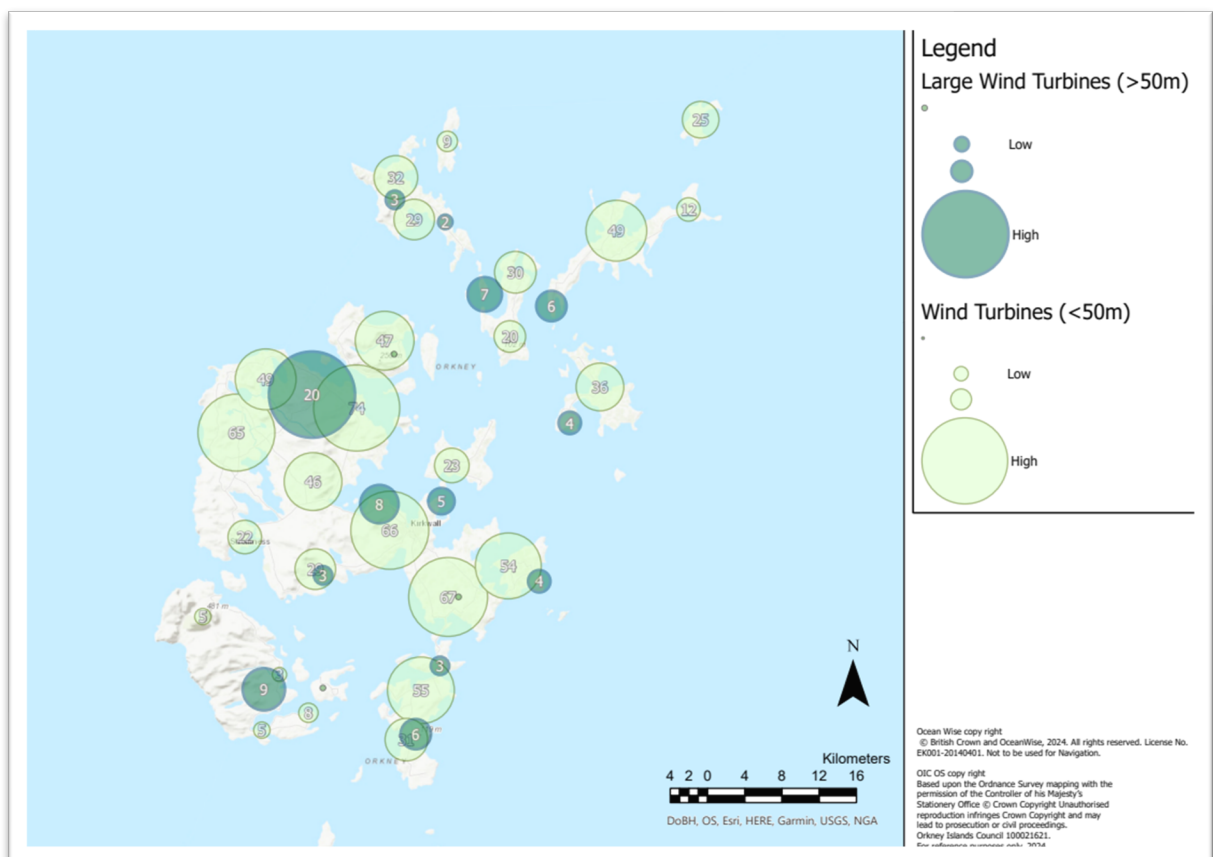 Legend
Large Wind Turbines (>50m)
Low
High
Wind Turbines (<50m)
Low
High
25
9
32
3
29
2
12
49
30
7
6
20
47
ORKNEY
49
20
74
36
4
65
23
46
8
5
Kirkwall
66
22
3
54
4
67
5
3
9
55
8
5
6
ORKNEY
N
Kilometers
4 2 0 4 8 12 16
DoBH, OS, Esri, HERE, Garmin, USGS, NGA
Ocean Wise copy right
© British Crown and OceanWise, 2024. All rights reserved. License No.
EK001-20140401. Not to be used for Navigation.
OIC OS copy right
Based upon the Ordnance Survey mapping with the
permission of the Controller of his Majesty's
Stationery Office © Crown Copyright Unauthorised
reproduction infringes Crown Copyright and may
lead to prosecution or civil proceedings.
Orkney Islands Council 100021621.
For reference purposes only. 2024